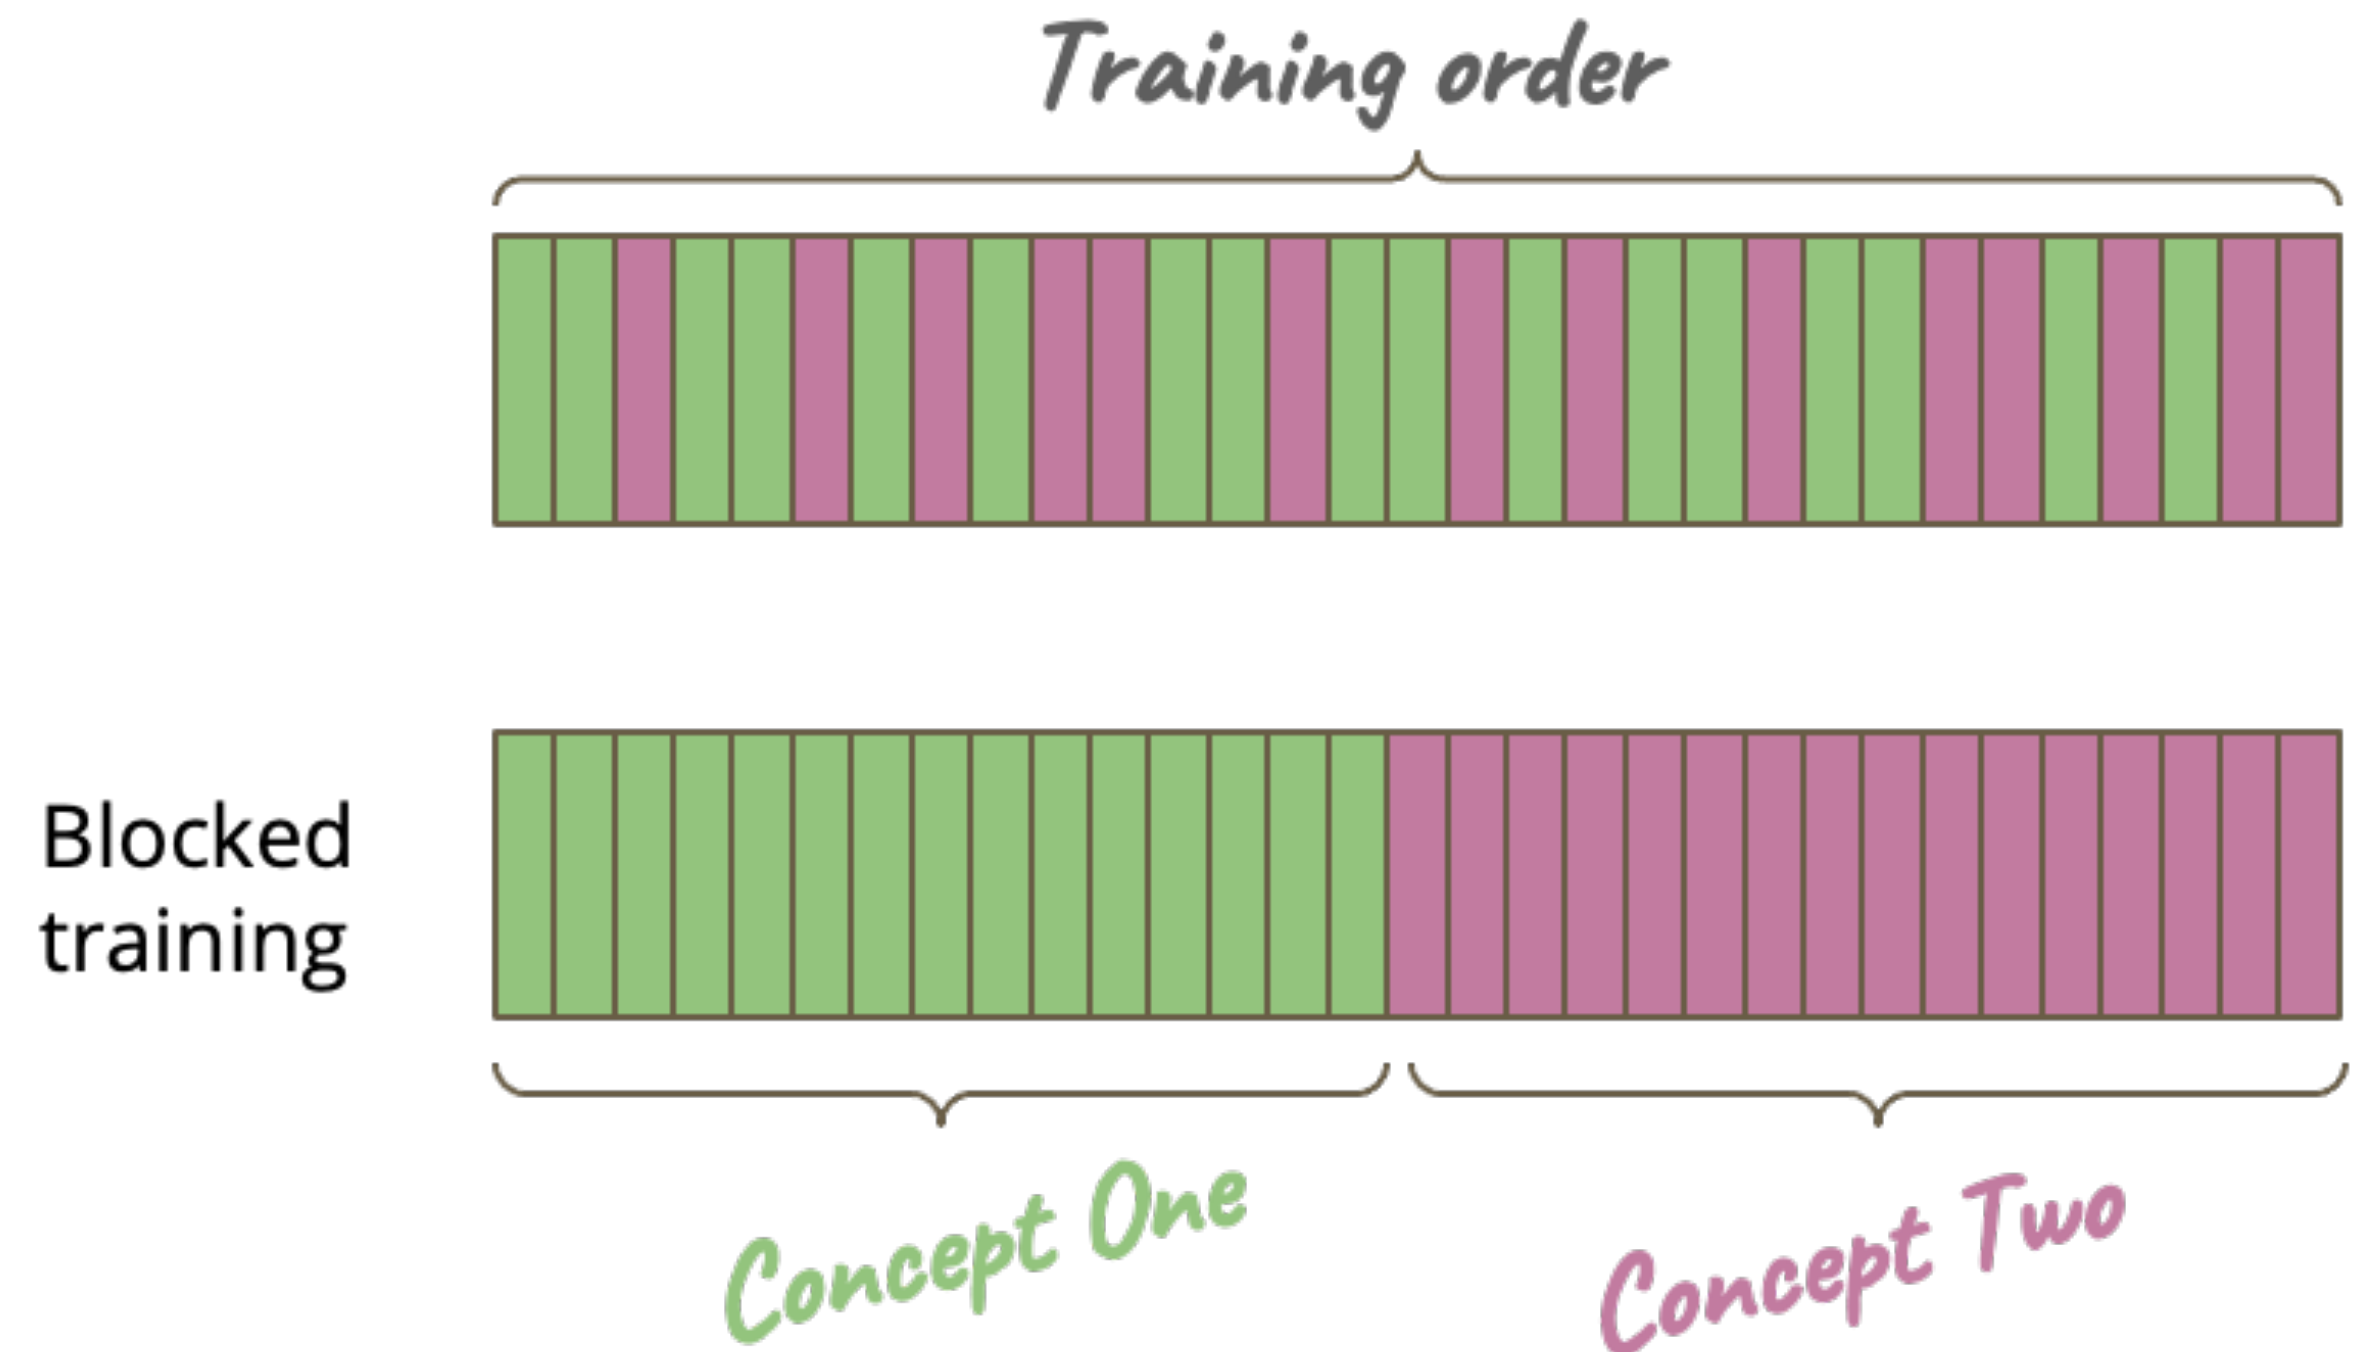 Training order
Blocked
training
Concept One
Concept Two